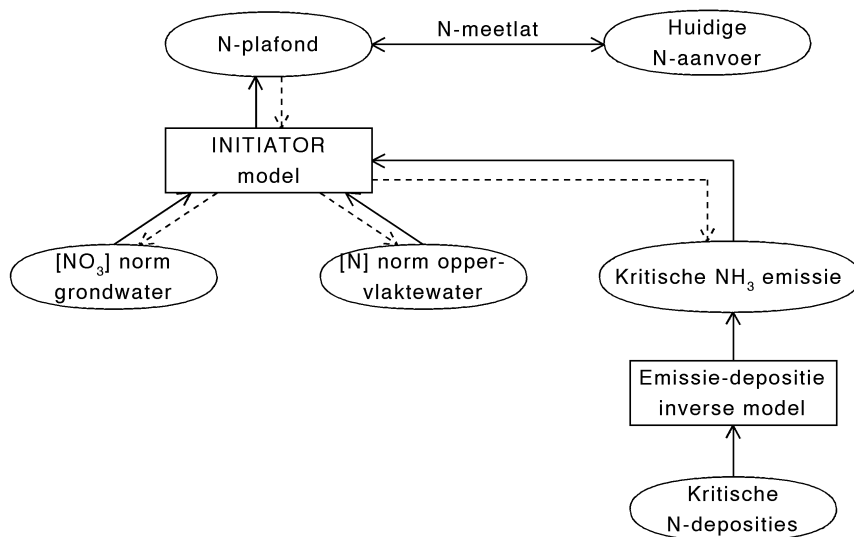 N-plafond
N-meetlat
Huidige
N-aanvoer
INITIATOR
model
[NO₃] norm
grondwater
[N] norm opper-
vlaktewater
Kritische NH₃ emissie
Emissie-depositie
inverse model
Kritische
N-deposities